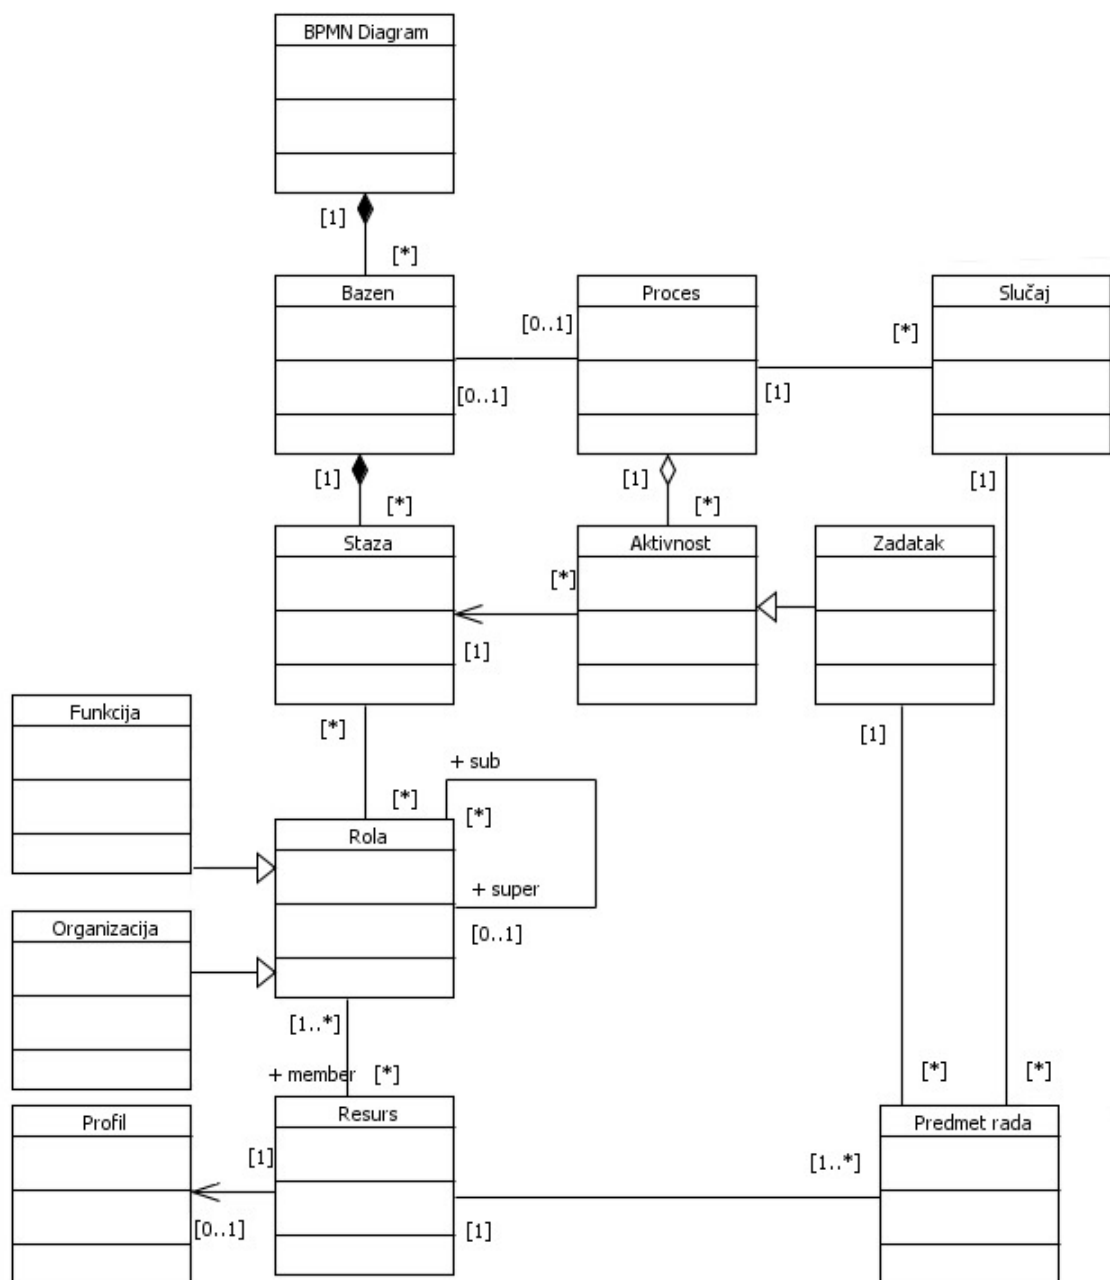 BPMN Diagram
[1]
[*]
Bazen
Proces
Slučaj
[0..1]
[*]
[0..1]
[1]
[1]
[*]
[1]
[*]
[1]
Staza
Aktivnost
Zadatak
[*]
[1]
Funkcija
[*]
[1]
+ sub
[*]
[*]
Rola
+ super
Organizacija
[0..1]
[1..*]
+ member
[*]
[*]
[*]
Profil
Resurs
Predmet rada
[1]
[1..*]
[0..1]
[1]